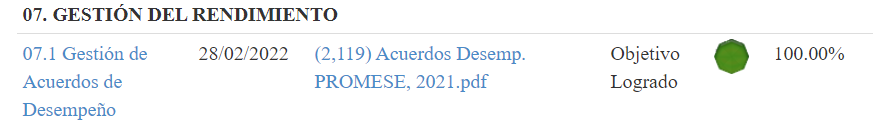 07. GESTIÓN DEL RENDIMIENTO
07.1 Gestión de 28/02/2022 (2,119) Acuerdos Desemp. Objetivo 100.00%
Acuerdos de PROMESE, 2021.pdf Logrado
Desempeño